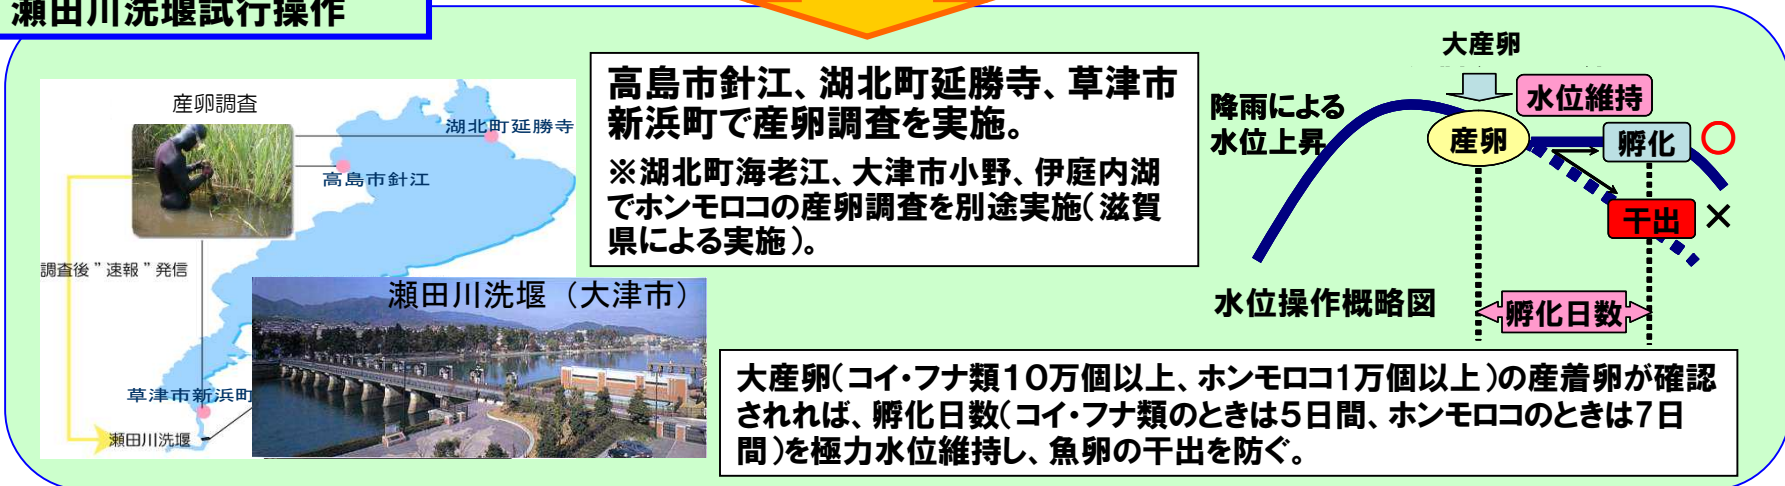 瀬田川洗堰試行操作
産卵調査
湖北町延勝寺
高島市針江
調査後”速報”発信
草津市新浜町
瀬田川洗堰
瀬田川洗堰（大津市）
高島市針江、湖北町延勝寺、草津市
新浜町で産卵調査を実施。
※湖北町海老江、大津市小野、伊庭内湖
でホンモロコの産卵調査を別途実施（滋賀
県による実施）。
大産卵
降雨による
水位上昇
水位維持
産卵
孵化
○
干出
×
水位操作概略図
孵化日数
大産卵（コイ・フナ類１０万個以上、ホンモロコ1万個以上）の産着卵が確認
されれば、孵化日数（コイ・フナ類のときは５日間、ホンモロコのときは７日
間）を極力水位維持し、魚卵の干出を防ぐ。